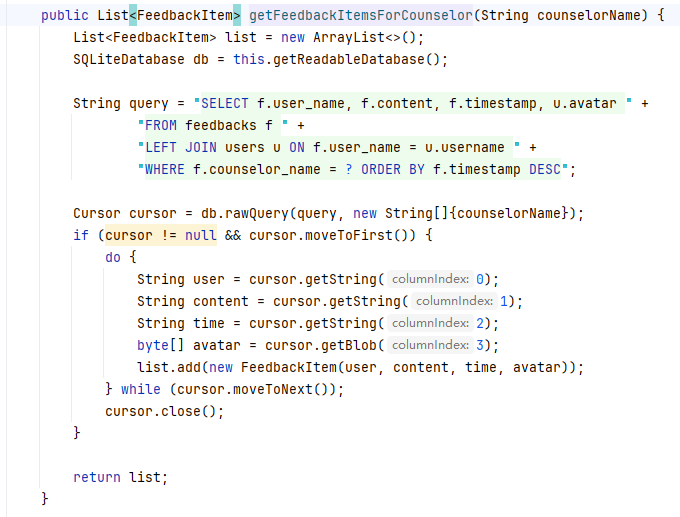 public List<FeedbackItem> getFeedbackItemsForCounselor(String counselorName) {
    List<FeedbackItem> list = new ArrayList<>();
    SQLiteDatabase db = this.getReadableDatabase();

    String query = "SELECT f.user_name, f.content, f.timestamp, u.avatar " +
            "FROM feedbacks f " +
            "LEFT JOIN users u ON f.user_name = u.username " +
            "WHERE f.counselor_name = ? ORDER BY f.timestamp DESC";

    Cursor cursor = db.rawQuery(query, new String[]{counselorName});
    if (cursor != null && cursor.moveToFirst()) {
        do {
            String user = cursor.getString( columnIndex: 0);
            String content = cursor.getString( columnIndex: 1);
            String time = cursor.getString( columnIndex: 2);
            byte[] avatar = cursor.getBlob( columnIndex: 3);
            list.add(new FeedbackItem(user, content, time, avatar));
        } while (cursor.moveToNext());
        cursor.close();
    }

    return list;
}